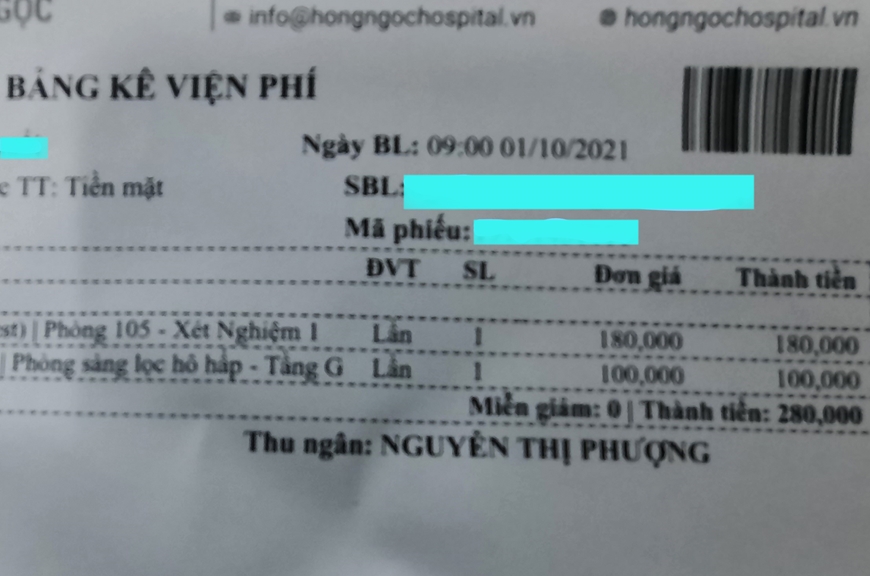 GỌC info@hongngochospital.vn hongngochospital.vn
BẢNG KÊ VIỆN PHÍ
Ngày BL: 09:00 01/10/2021
c TT: Tiền mặt SBL:
Mã phiếu:
ĐVT SL Đơn giá Thành tiền
st) | Phòng 105 - Xét Nghiệm 1 Lần 1 180,000 180,000
| Phòng sàng lọc hô hấp - Tầng G Lần 1 100,000 100,000
Miễn giảm: 0 | Thành tiền: 280,000
Thu ngân: NGUYỄN THỊ PHƯỢNG